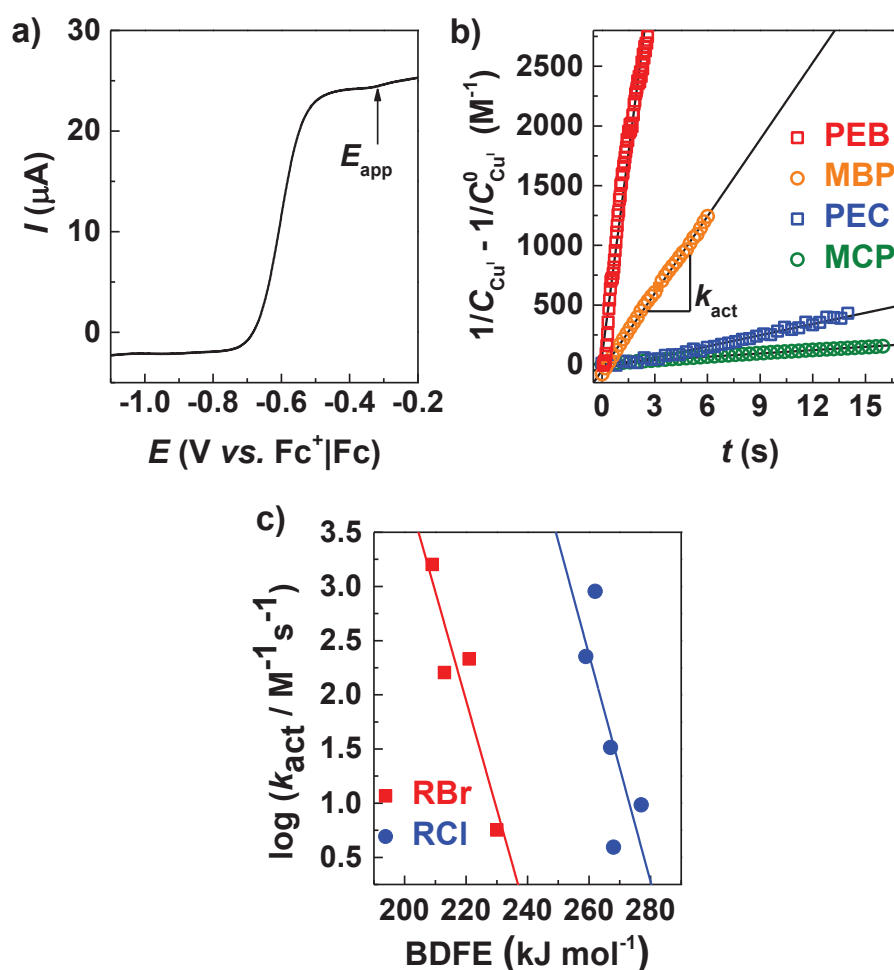 a)
30
20
10
0
I (µA)
E_app
-1.0 -0.8 -0.6 -0.4 -0.2
E (V vs. Fc⁺|Fc)
b)
2500
2000
1500
1000
500
0
1/C_Cu^I - 1/C^0_Cu^I (M⁻¹)
PEB
MBP
PEC
MCP
k_act
0 3 6 9 12 15
t (s)
c)
3.5
3.0
2.5
2.0
1.5
1.0
0.5
log (k_act / M⁻¹s⁻¹)
RBr
RCl
200 220 240 260 280
BDFE (kJ mol⁻¹)